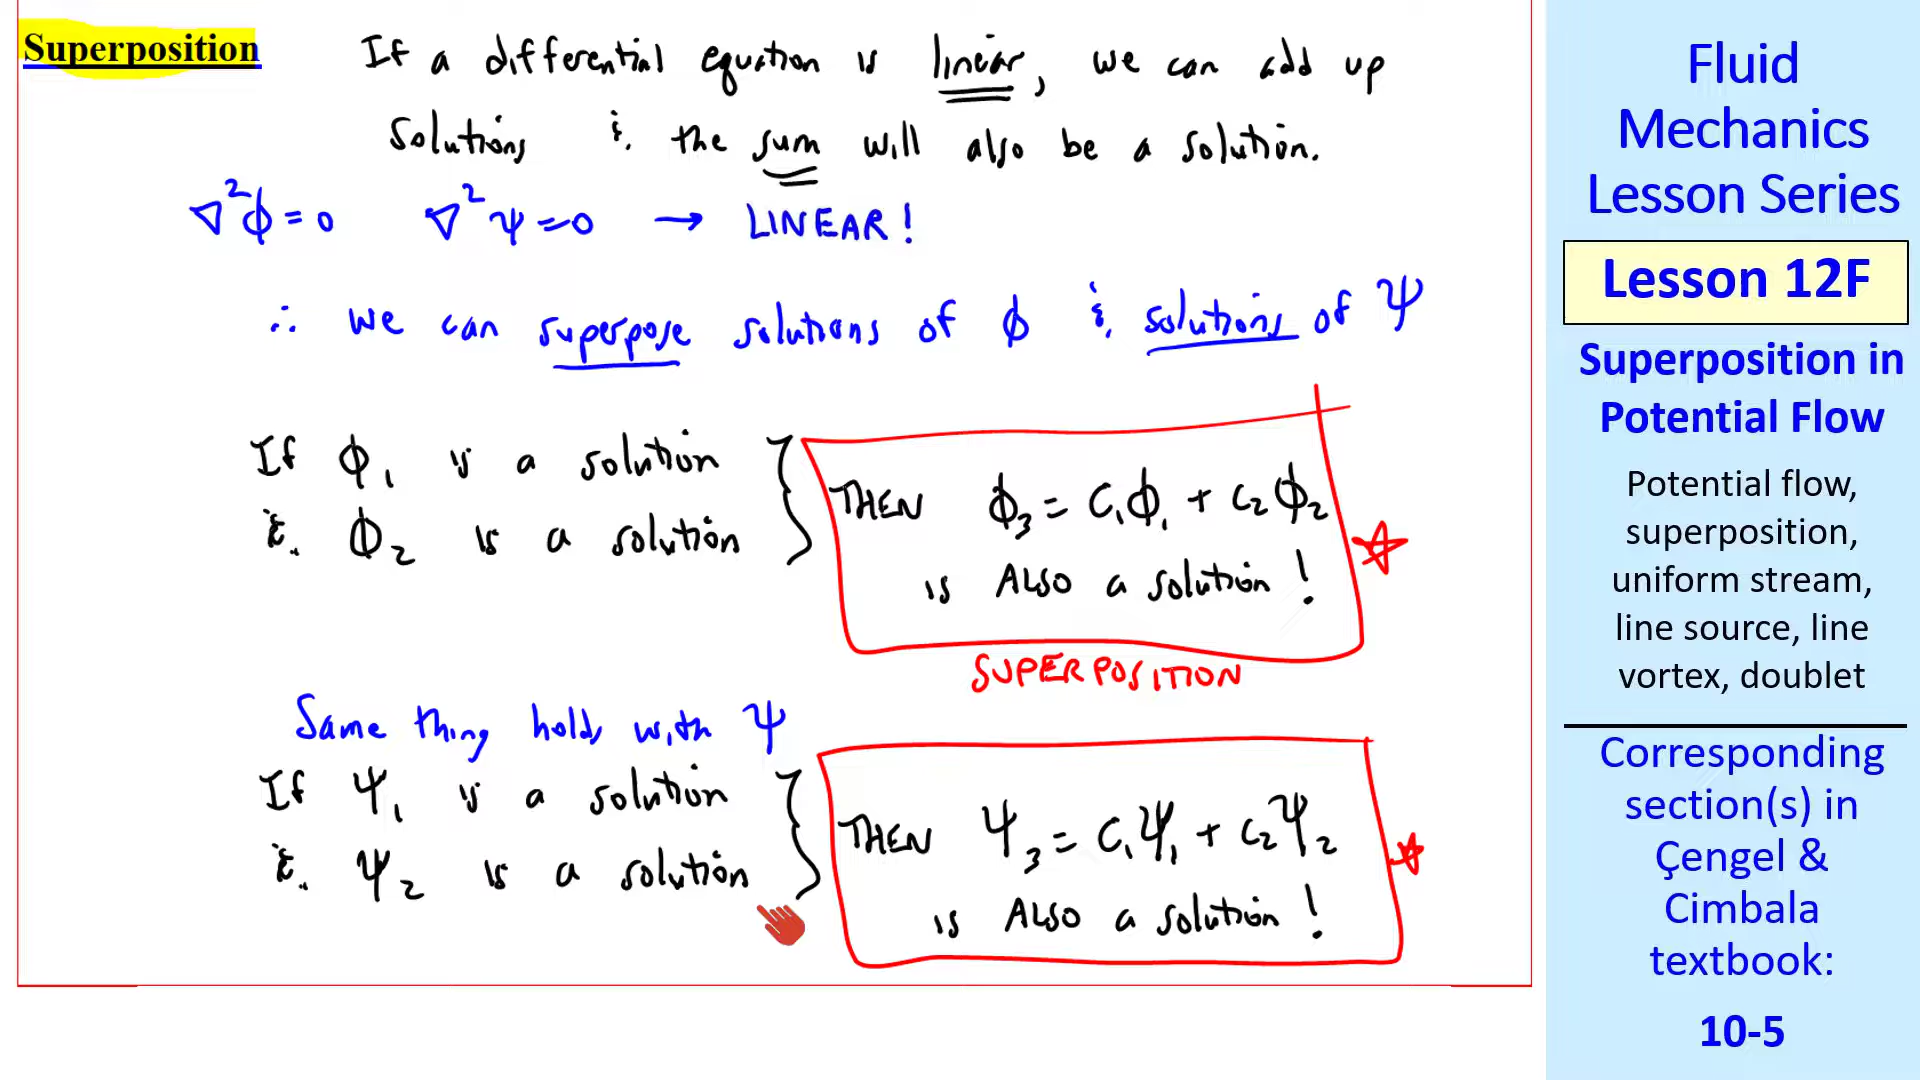 Superposition
If a differential equation is linear, we can add up
solutions & the sum will also be a solution.
∇²ϕ=0 ∇²ψ=0 → LINEAR!
∴ we can superpose solutions of ϕ & solutions of ψ
If ϕ₁ is a solution
& ϕ₂ is a solution
THEN ϕ₃ = C₁ϕ₁ + C₂ϕ₂
is ALSO a solution!
SUPERPOSITION
Same thing holds with ψ
If ψ₁ is a solution
& ψ₂ is a solution
THEN ψ₃ = C₁ψ₁ + C₂ψ₂
is ALSO a solution!
Fluid
Mechanics
Lesson Series
Lesson 12F
Superposition in
Potential Flow
Potential flow,
superposition,
uniform stream,
line source, line
vortex, doublet
Corresponding
section(s) in
Çengel &
Cimbala
textbook:
10-5